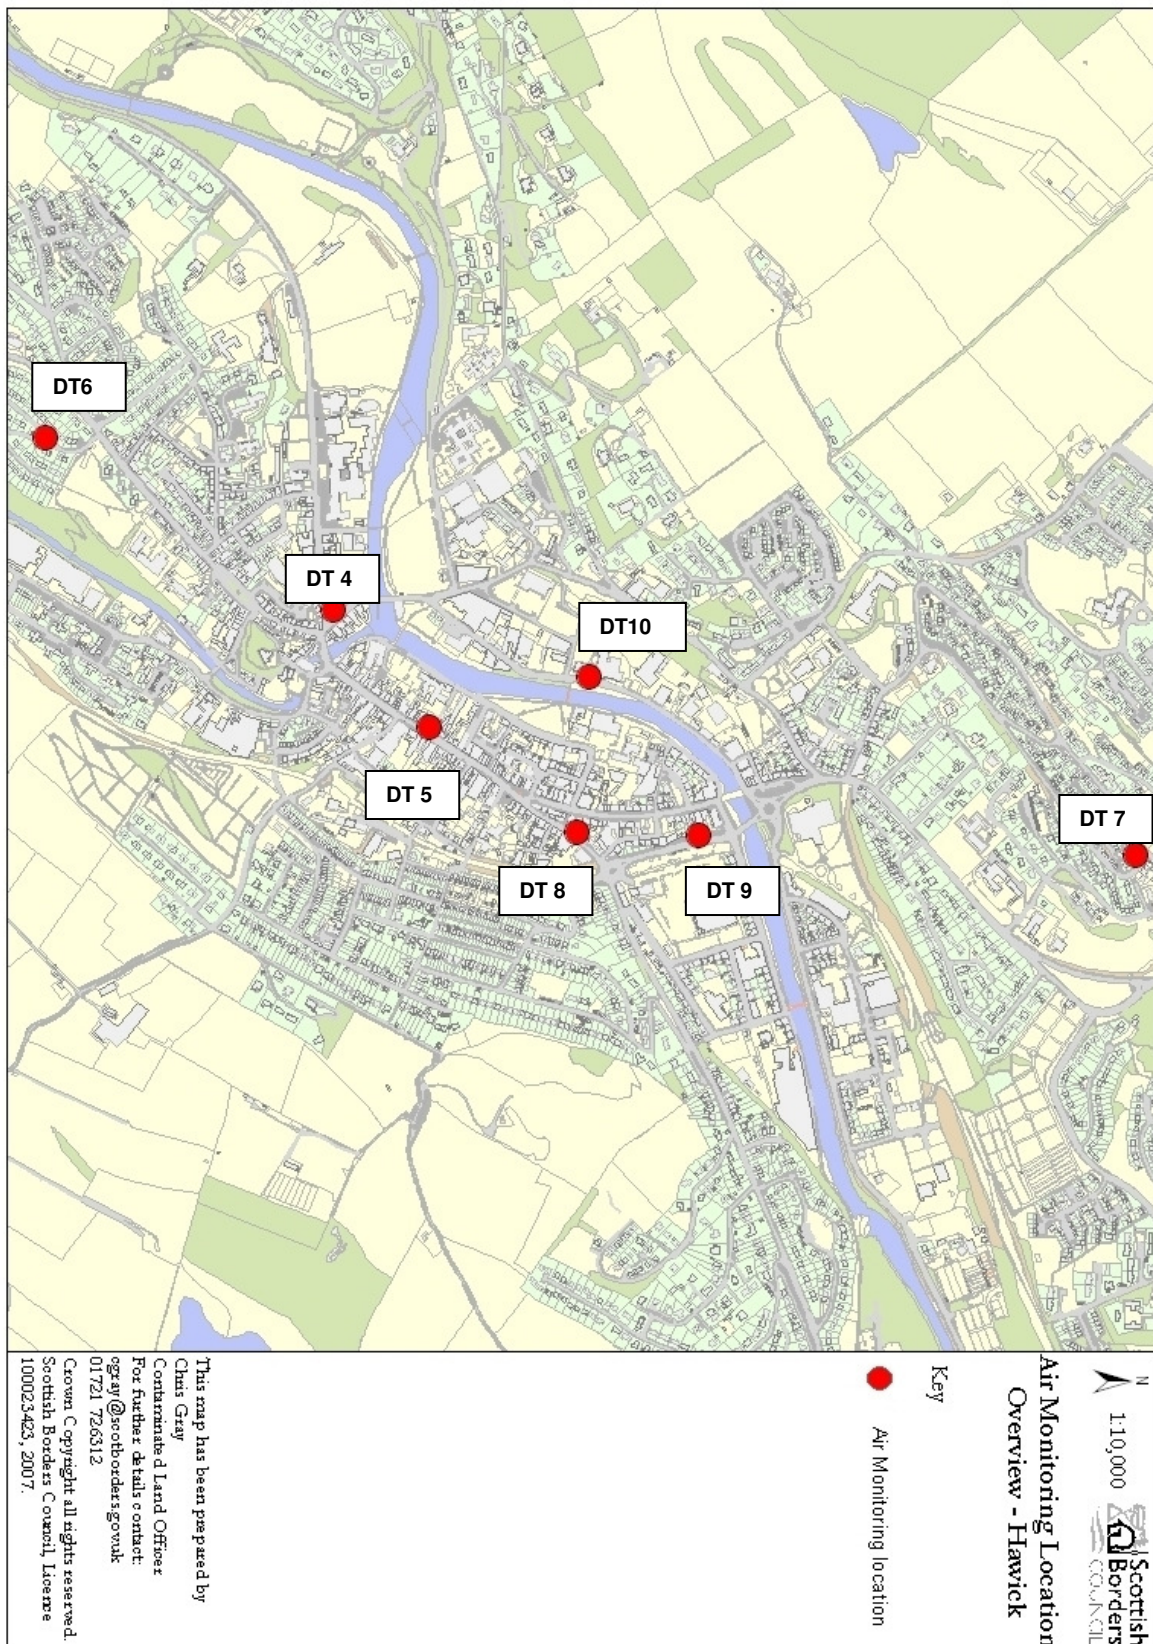 DT6
DT 4
DT10
DT 5
DT 7
DT 8
DT 9
N
1:10,000
Scottish
Borders
COUNCIL
Air Monitoring Location
Overview - Hawick
Key
Air Monitoring location
This map has been prepared by
Chris Gray
Contaminated Land Officer
For further details contact:
cgray@scotborders.gov.uk
01721 726312
Crown Copyright all rights reserved.
Scottish Borders Council, License
100023423, 2007.